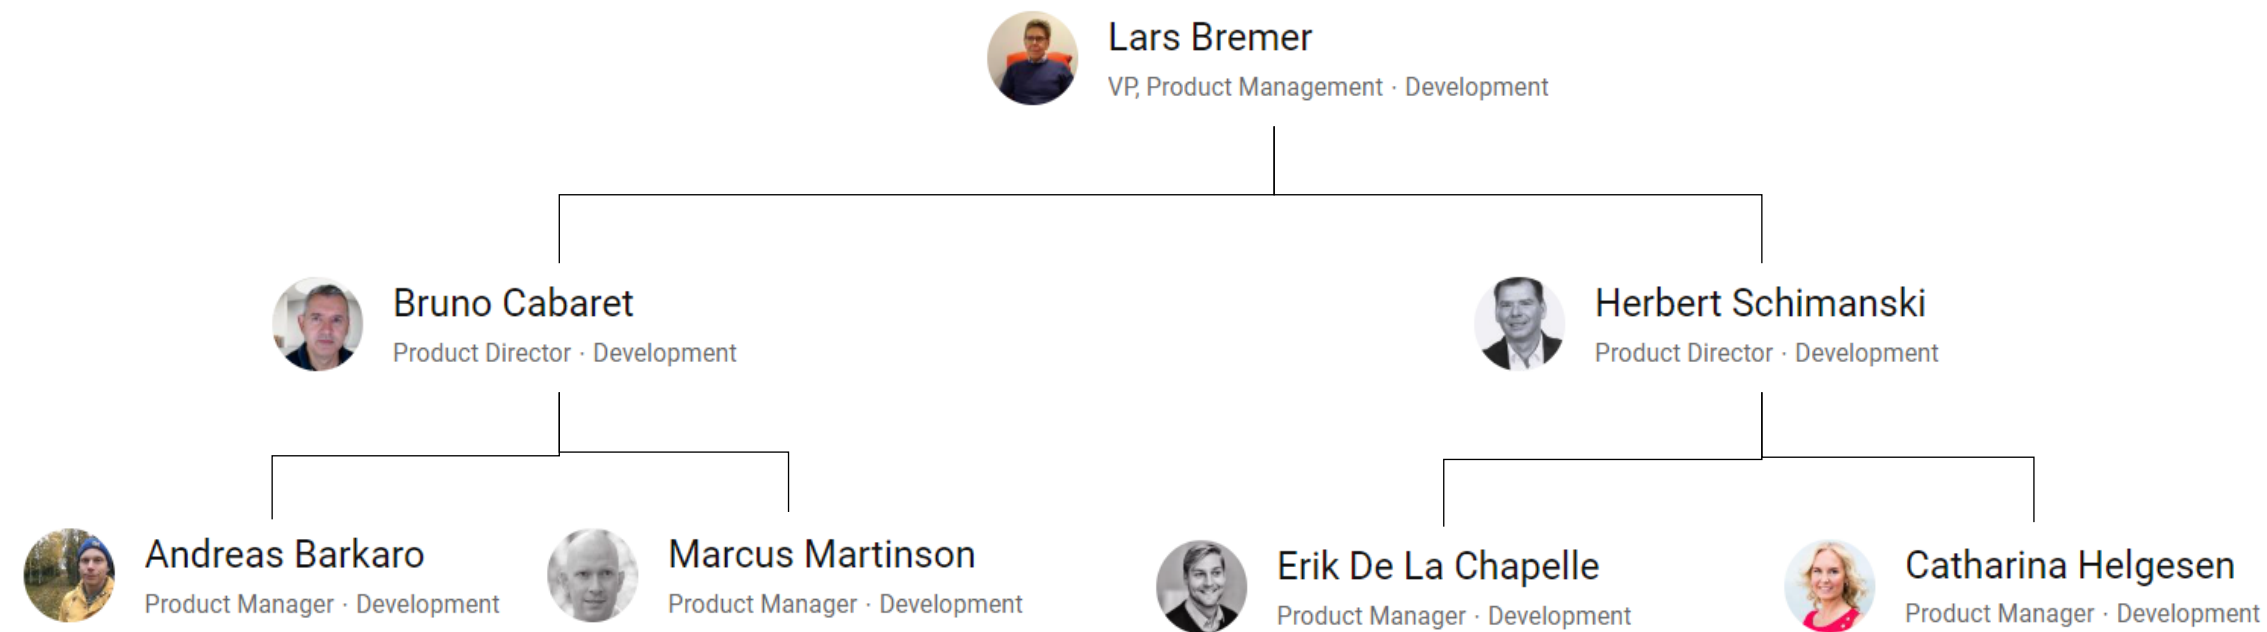 Lars Bremer
VP, Product Management · Development
Bruno Cabaret
Product Director · Development
Herbert Schimanski
Product Director · Development
Andreas Barkaro
Product Manager · Development
Marcus Martinson
Product Manager · Development
Erik De La Chapelle
Product Manager · Development
Catharina Helgesen
Product Manager · Development